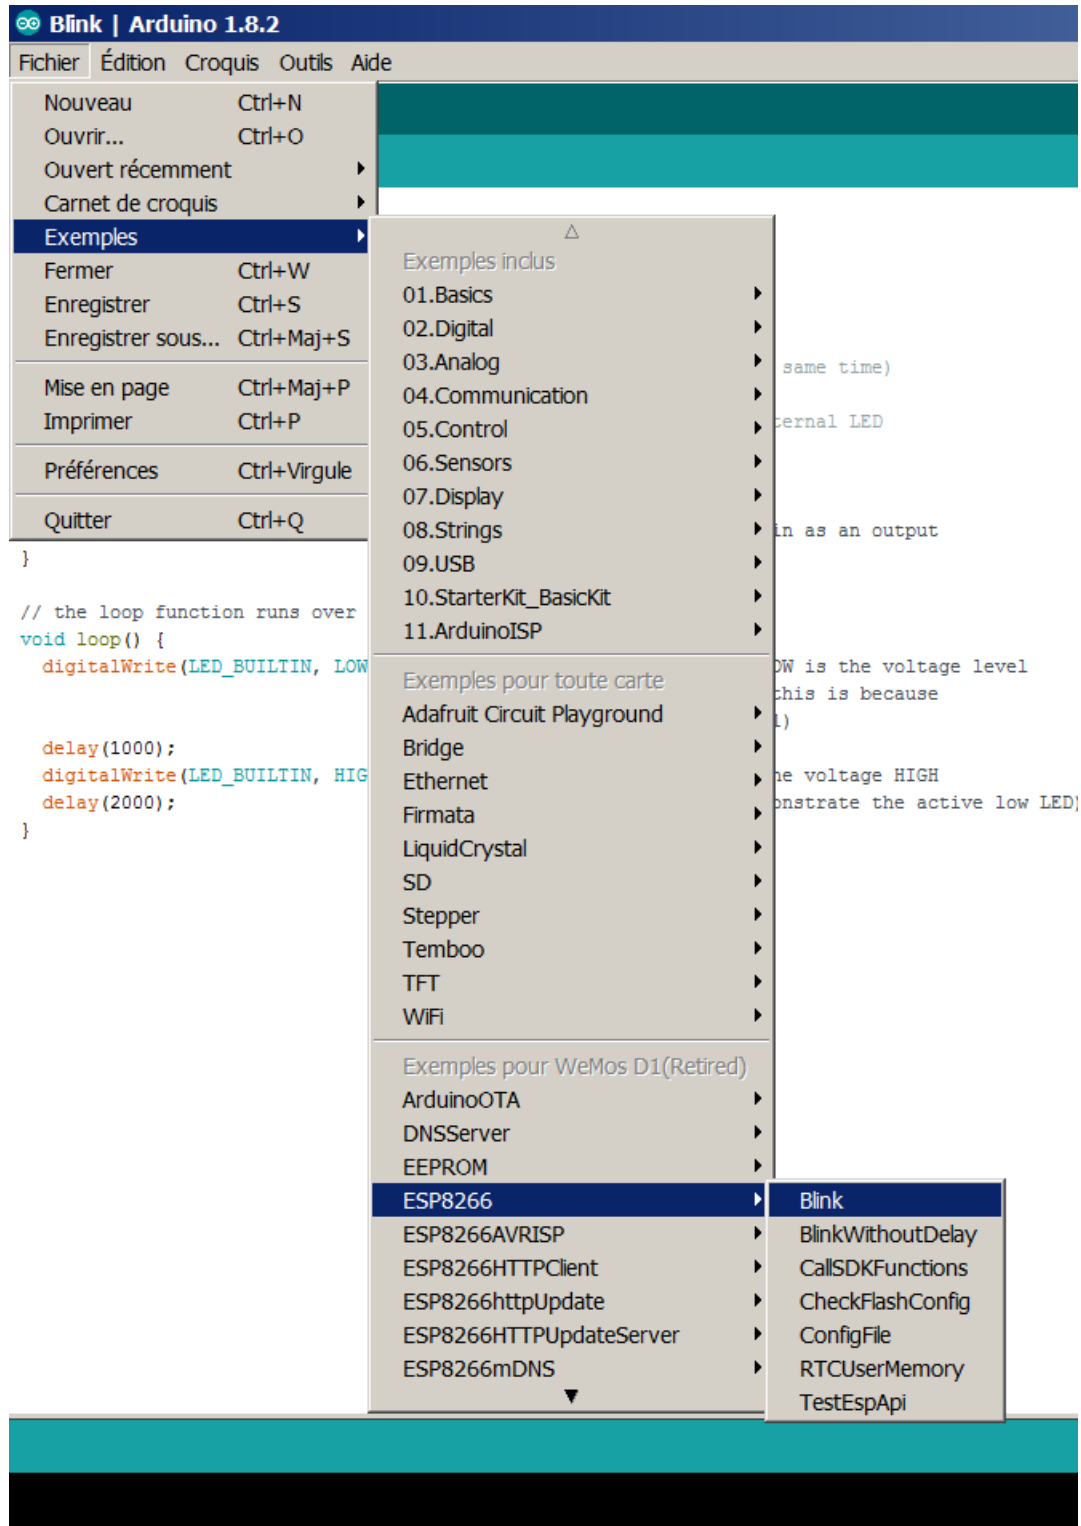 Blink | Arduino 1.8.2
Fichier Édition Croquis Outils Aide
Nouveau Ctrl+N
Ouvrir... Ctrl+O
Ouvert récemment
Carnet de croquis
Exemples
Fermer Ctrl+W
Enregistrer Ctrl+S
Enregistrer sous... Ctrl+Maj+S
Mise en page Ctrl+Maj+P
Imprimer Ctrl+P
Préférences Ctrl+Virgule
Quitter Ctrl+Q
Exemples inclus
01.Basics
02.Digital
03.Analog
04.Communication
05.Control
06.Sensors
07.Display
08.Strings
09.USB
10.StarterKit_BasicKit
11.ArduinoISP
Exemples pour toute carte
Adafruit Circuit Playground
Bridge
Ethernet
Firmata
LiquidCrystal
SD
Stepper
Temboo
TFT
WiFi
Exemples pour WeMos D1(Retired)
ArduinoOTA
DNSServer
EEPROM
ESP8266
ESP8266AVRISP
ESP8266HTTPClient
ESP8266httpUpdate
ESP8266HTTPUpdateServer
ESP8266mDNS
Blink
BlinkWithoutDelay
CallSDKFunctions
CheckFlashConfig
ConfigFile
RTCUserMemory
TestEspApi
same time)
ternal LED
in as an output
}
// the loop function runs over
void loop() {
digitalWrite(LED_BUILTIN, LOW
OW is the voltage level
this is because
1)
delay(1000);
digitalWrite(LED_BUILTIN, HIG
he voltage HIGH
delay(2000);
onstrate the active low LED)
}